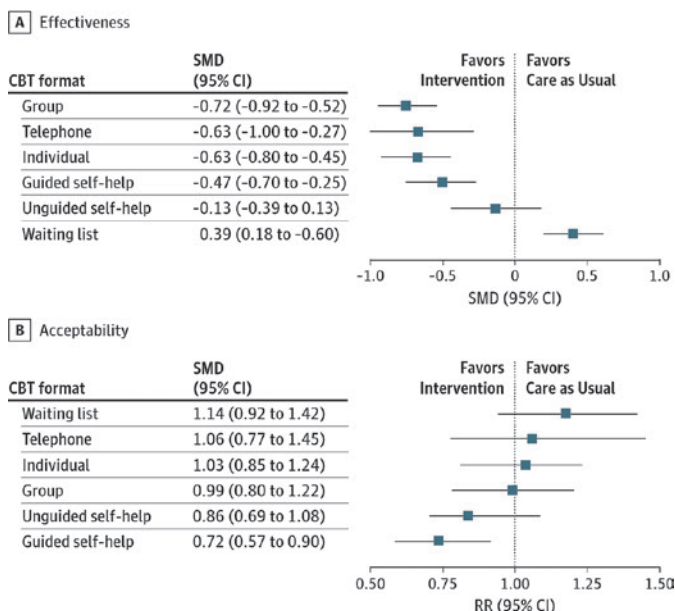 A Effectiveness
SMD
CBT format (95% CI)
Favors Intervention Favors Care as Usual
Group -0.72 (-0.92 to -0.52)
Telephone -0.63 (-1.00 to -0.27)
Individual -0.63 (-0.80 to -0.45)
Guided self-help -0.47 (-0.70 to -0.25)
Unguided self-help -0.13 (-0.39 to 0.13)
Waiting list 0.39 (0.18 to -0.60)
-1.0 -0.5 0 0.5 1.0
SMD (95% CI)
B Acceptability
SMD
CBT format (95% CI)
Favors Intervention Favors Care as Usual
Waiting list 1.14 (0.92 to 1.42)
Telephone 1.06 (0.77 to 1.45)
Individual 1.03 (0.85 to 1.24)
Group 0.99 (0.80 to 1.22)
Unguided self-help 0.86 (0.69 to 1.08)
Guided self-help 0.72 (0.57 to 0.90)
0.50 0.75 1.00 1.25 1.50
RR (95% CI)